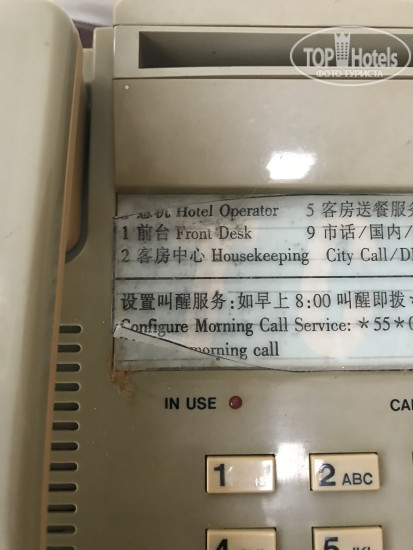 TOP Hotels
ФОТО ТУРИСТА
总机 Hotel Operator 5 客房送餐服
1 前台 Front Desk 9 市话/国内/
2 客房中心 Housekeeping City Call/
设置叫醒服务:如早上 8:00 叫醒即拨*
Configure Morning Call Service: *55*
morning call
IN USE
1 2 ABC
5